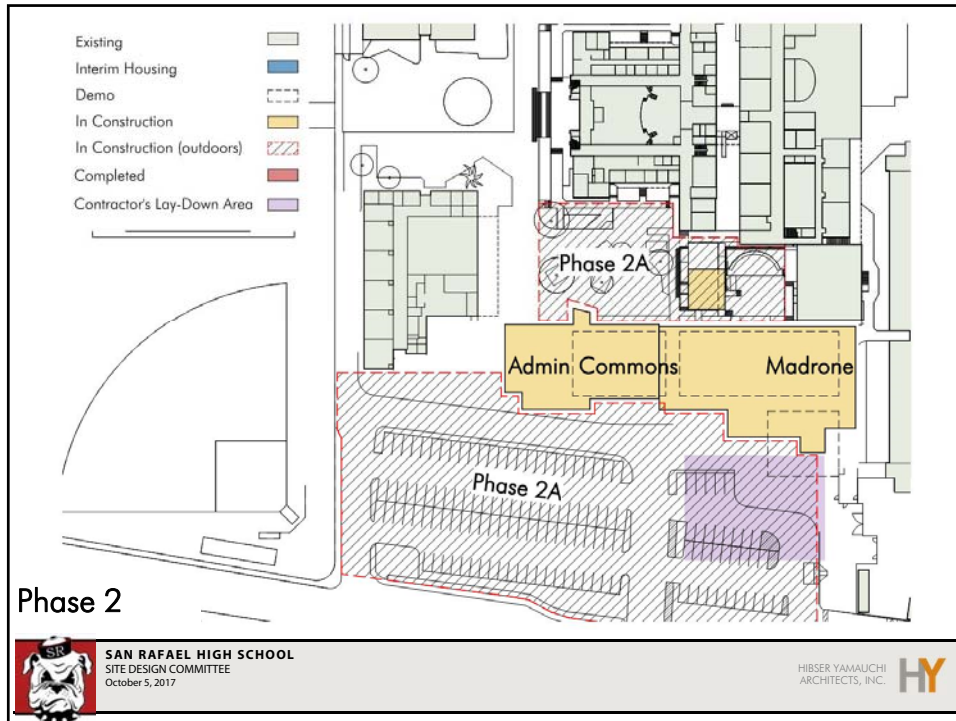 Existing
Interim Housing
Demo
In Construction
In Construction (outdoors)
Completed
Contractor's Lay-Down Area
Phase 2A
Admin Commons Madrone
Phase 2A
Phase 2
SR
SAN RAFAEL HIGH SCHOOL
SITE DESIGN COMMITTEE
October 5, 2017
HIBSER YAMAUCHI
ARCHITECTS, INC.
HY